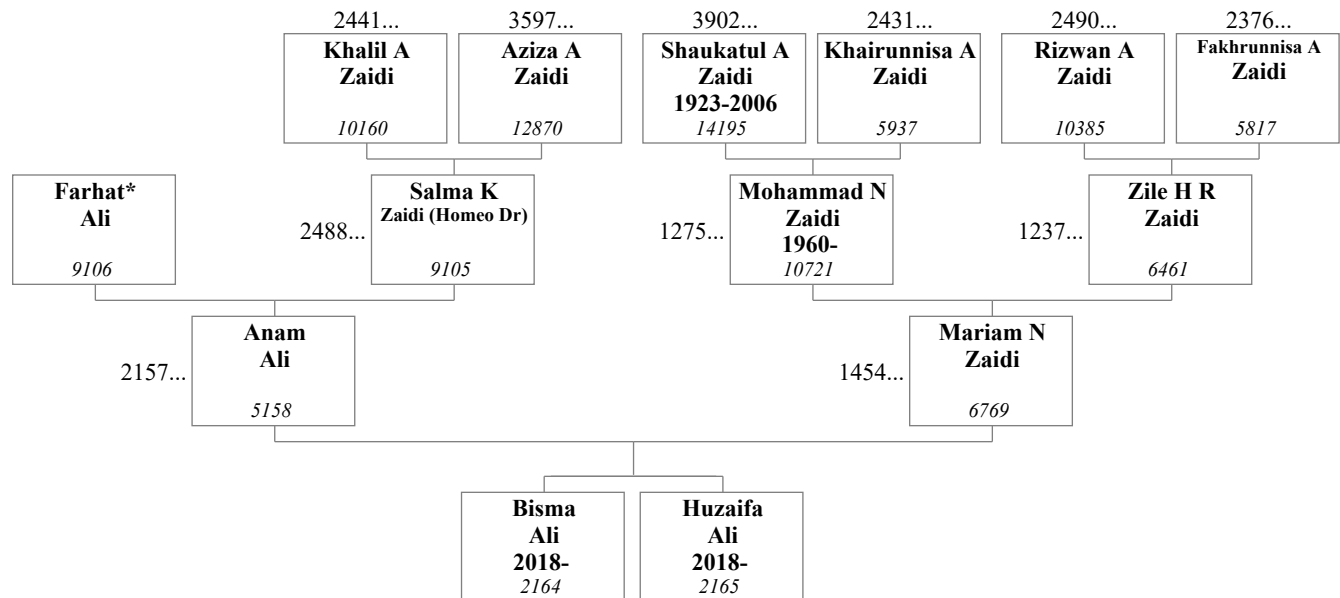 2441... 3597... 3902... 2431... 2490... 2376...
Khalil A
Zaidi
10160
Aziza A
Zaidi
12870
Shaukatul A
Zaidi
1923-2006
14195
Khairunnisa A
Zaidi
5937
Rizwan A
Zaidi
10385
Fakhrunnisa A
Zaidi
5817
Farhat*
Ali
9106
2488...
Salma K
Zaidi (Homeo Dr)
9105
1275...
Mohammad N
Zaidi
1960-
10721
1237...
Zile H R
Zaidi
6461
2157...
Anam
Ali
5158
1454...
Mariam N
Zaidi
6769
Bisma
Ali
2018-
2164
Huzaifa
Ali
2018-
2165